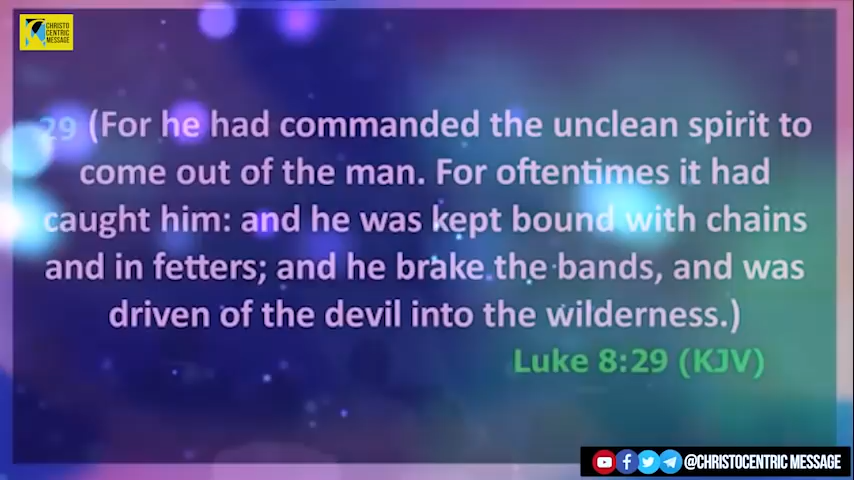 CHRISTO
CENTRIC
MESSAGE
29 (For he had commanded the unclean spirit to
come out of the man. For oftentimes it had
caught him: and he was kept bound with chains
and in fetters; and he brake the bands, and was
driven of the devil into the wilderness.)
Luke 8:29 (KJV)
@CHRISTOCENTRIC MESSAGE